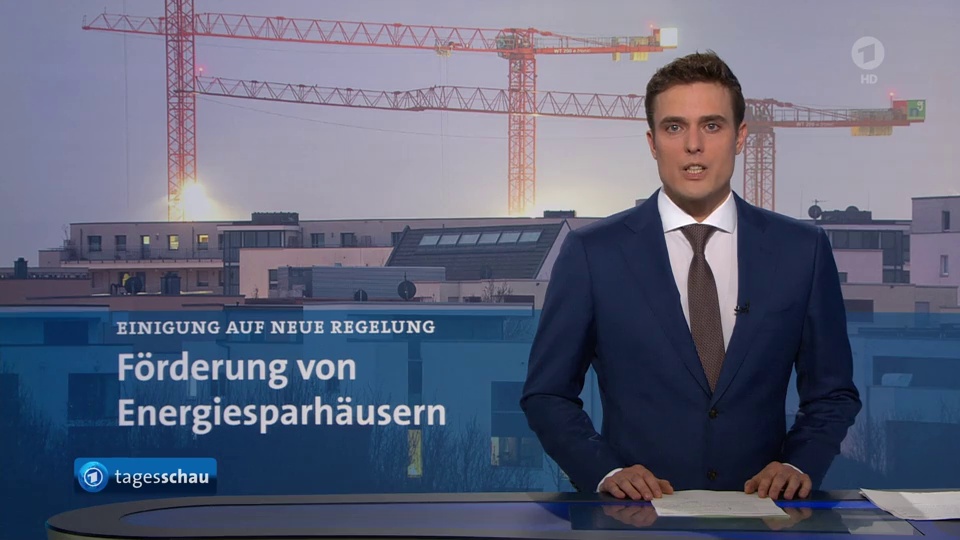 HD
EINIGUNG AUF NEUE REGELUNG
Förderung von
Energiesparhäusern
tagesschau